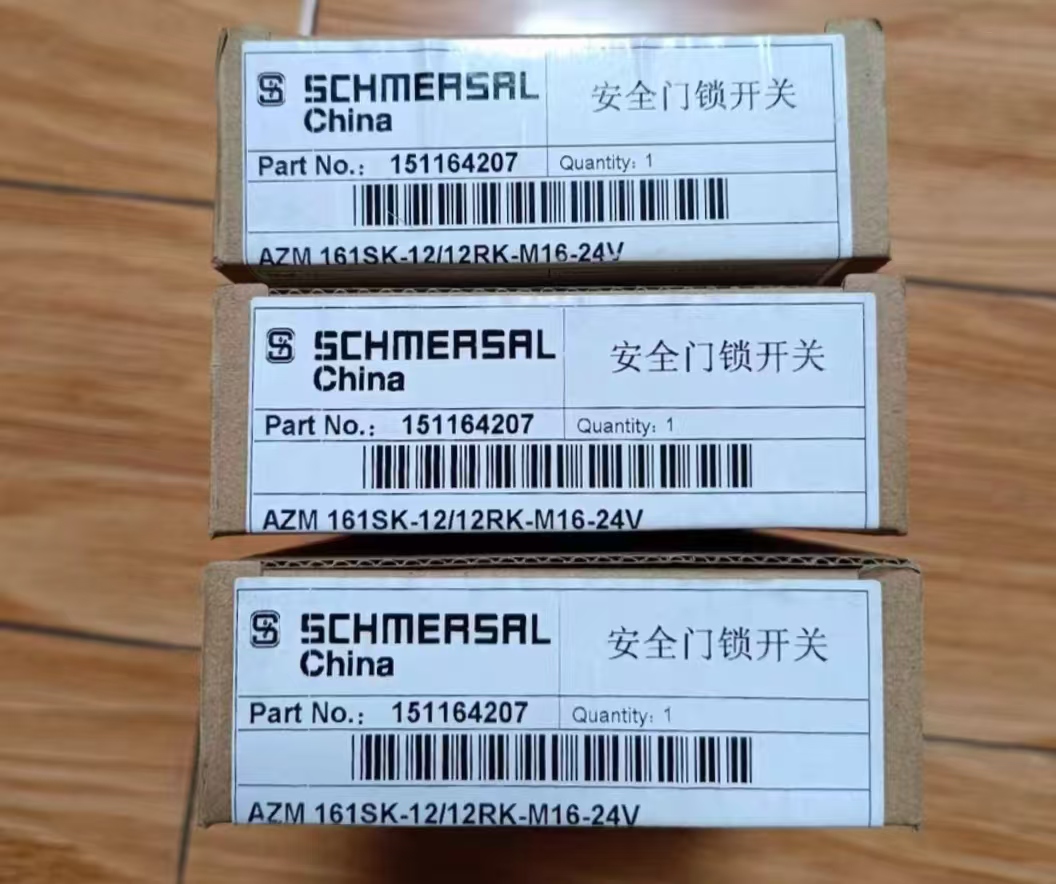 SCHMERSAL
China
安全门锁开关
Part No.: 151164207 Quantity: 1
AZM 161SK-12/12RK-M16-24V
SCHMERSAL
China
安全门锁开关
Part No.: 151164207 Quantity: 1
AZM 161SK-12/12RK-M16-24V
SCHMERSAL
China
安全门锁开关
Part No.: 151164207 Quantity: 1
AZM 161SK-12/12RK-M16-24V